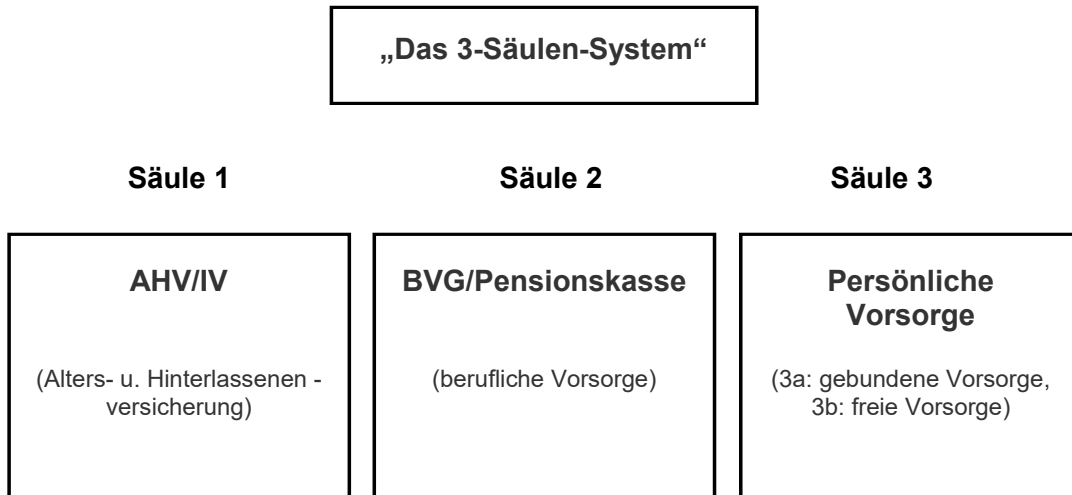 „Das 3-Säulen-System“
Säule 1
Säule 2
Säule 3
AHV/IV
(Alters- u. Hinterlassenen -
versicherung)
BVG/Pensionskasse
(berufliche Vorsorge)
Persönliche
Vorsorge
(3a: gebundene Vorsorge,
3b: freie Vorsorge)